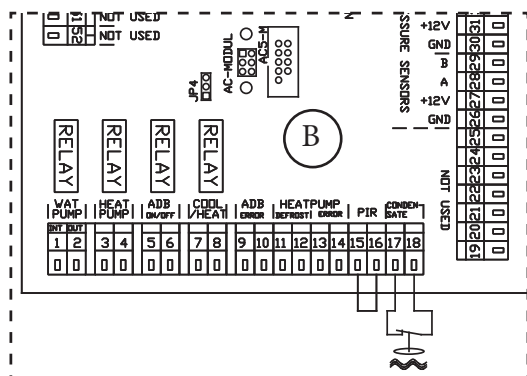 51 NOT USED
52 NOT USED
JP4
AC-MODUL
AC5-M
B
RELAY RELAY RELAY RELAY
WAT PUMP HEAT PUMP ADB ON/OFF COOL /HEAT ADB ERROR HEATPUMP DEFROST ERROR PIR CONDEN-SATE
INT OUT
1 2 3 4 5 6 7 8 9 10 11 12 13 14 15 16 17 18
SSURE SENSORS
NOT USED
+12V 31
GND 30
B 29
A 28
+12V 27
GND 26
25
24
23
22
21
20
19